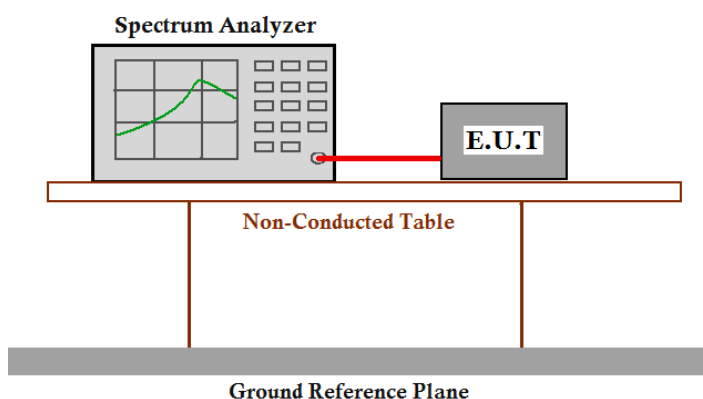 Spectrum Analyzer
E.U.T
Non-Conducted Table
Ground Reference Plane